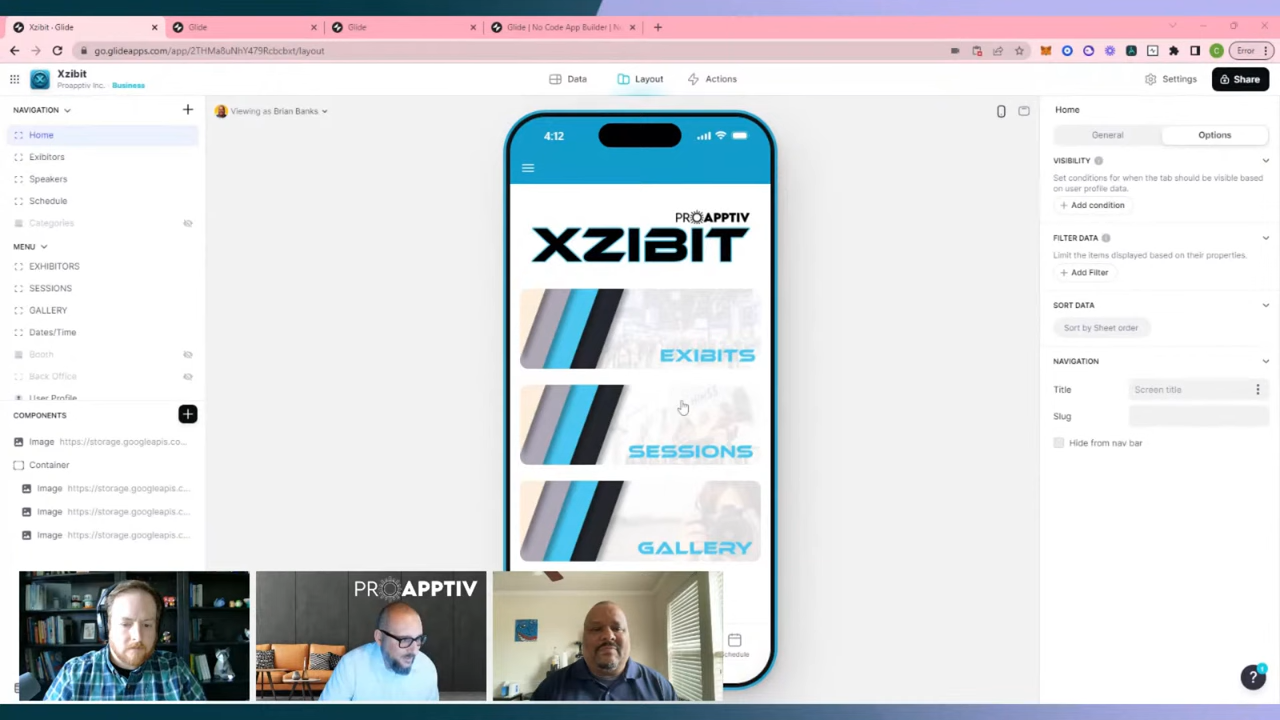 Xzibit - Glide
Glide
Glide
Glide | No Code App Builder | N
go.glideapps.com/app/2THMa8uNhY479Rcbcbxt/layout
Error
Xzibit
Proapptiv Inc. Business
Data
Layout
Actions
Settings
Share
NAVIGATION
Home
Exibitors
Speakers
Schedule
Categories
MENU
EXHIBITORS
SESSIONS
GALLERY
Dates/Time
Booth
Back Office
User Profile
COMPONENTS
Image https://storage.googleapis.co...
Container
Image https://storage.googleapis.c...
Image https://storage.googleapis.c...
Image https://storage.googleapis.c...
Viewing as Brian Banks
4:12
PROAPPTIV
XZIBIT
EXIBITS
SESSIONS
GALLERY
Schedule
PROAPPTIV
Home
General
Options
VISIBILITY
Set conditions for when the tab should be visible based
on user profile data.
+ Add condition
FILTER DATA
Limit the items displayed based on their properties.
+ Add Filter
SORT DATA
Sort by Sheet order
NAVIGATION
Title
Screen title
Slug
Hide from nav bar
?
1